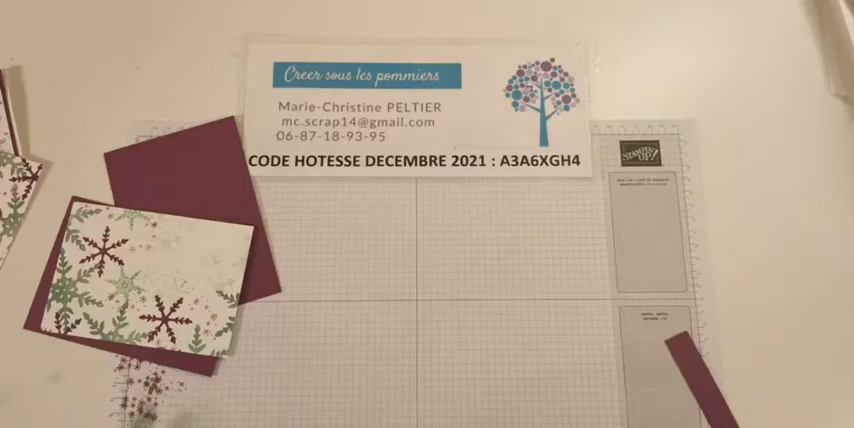 Creer sous les pommiers
Marie-Christine PELTIER
mc.scrap14@gmail.com
06-87-18-93-95
CODE HOTESSE DECEMBRE 2021 : A3A6XGH4
STAMPIN' UP!